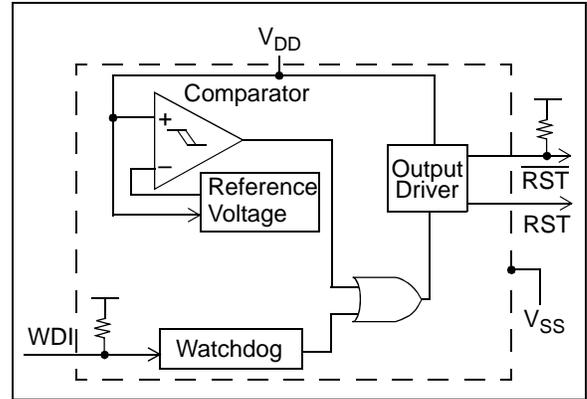 VDD
Comparator
+
−
Reference
Voltage
Output
Driver
RST
RST
VSS
WDI
Watchdog